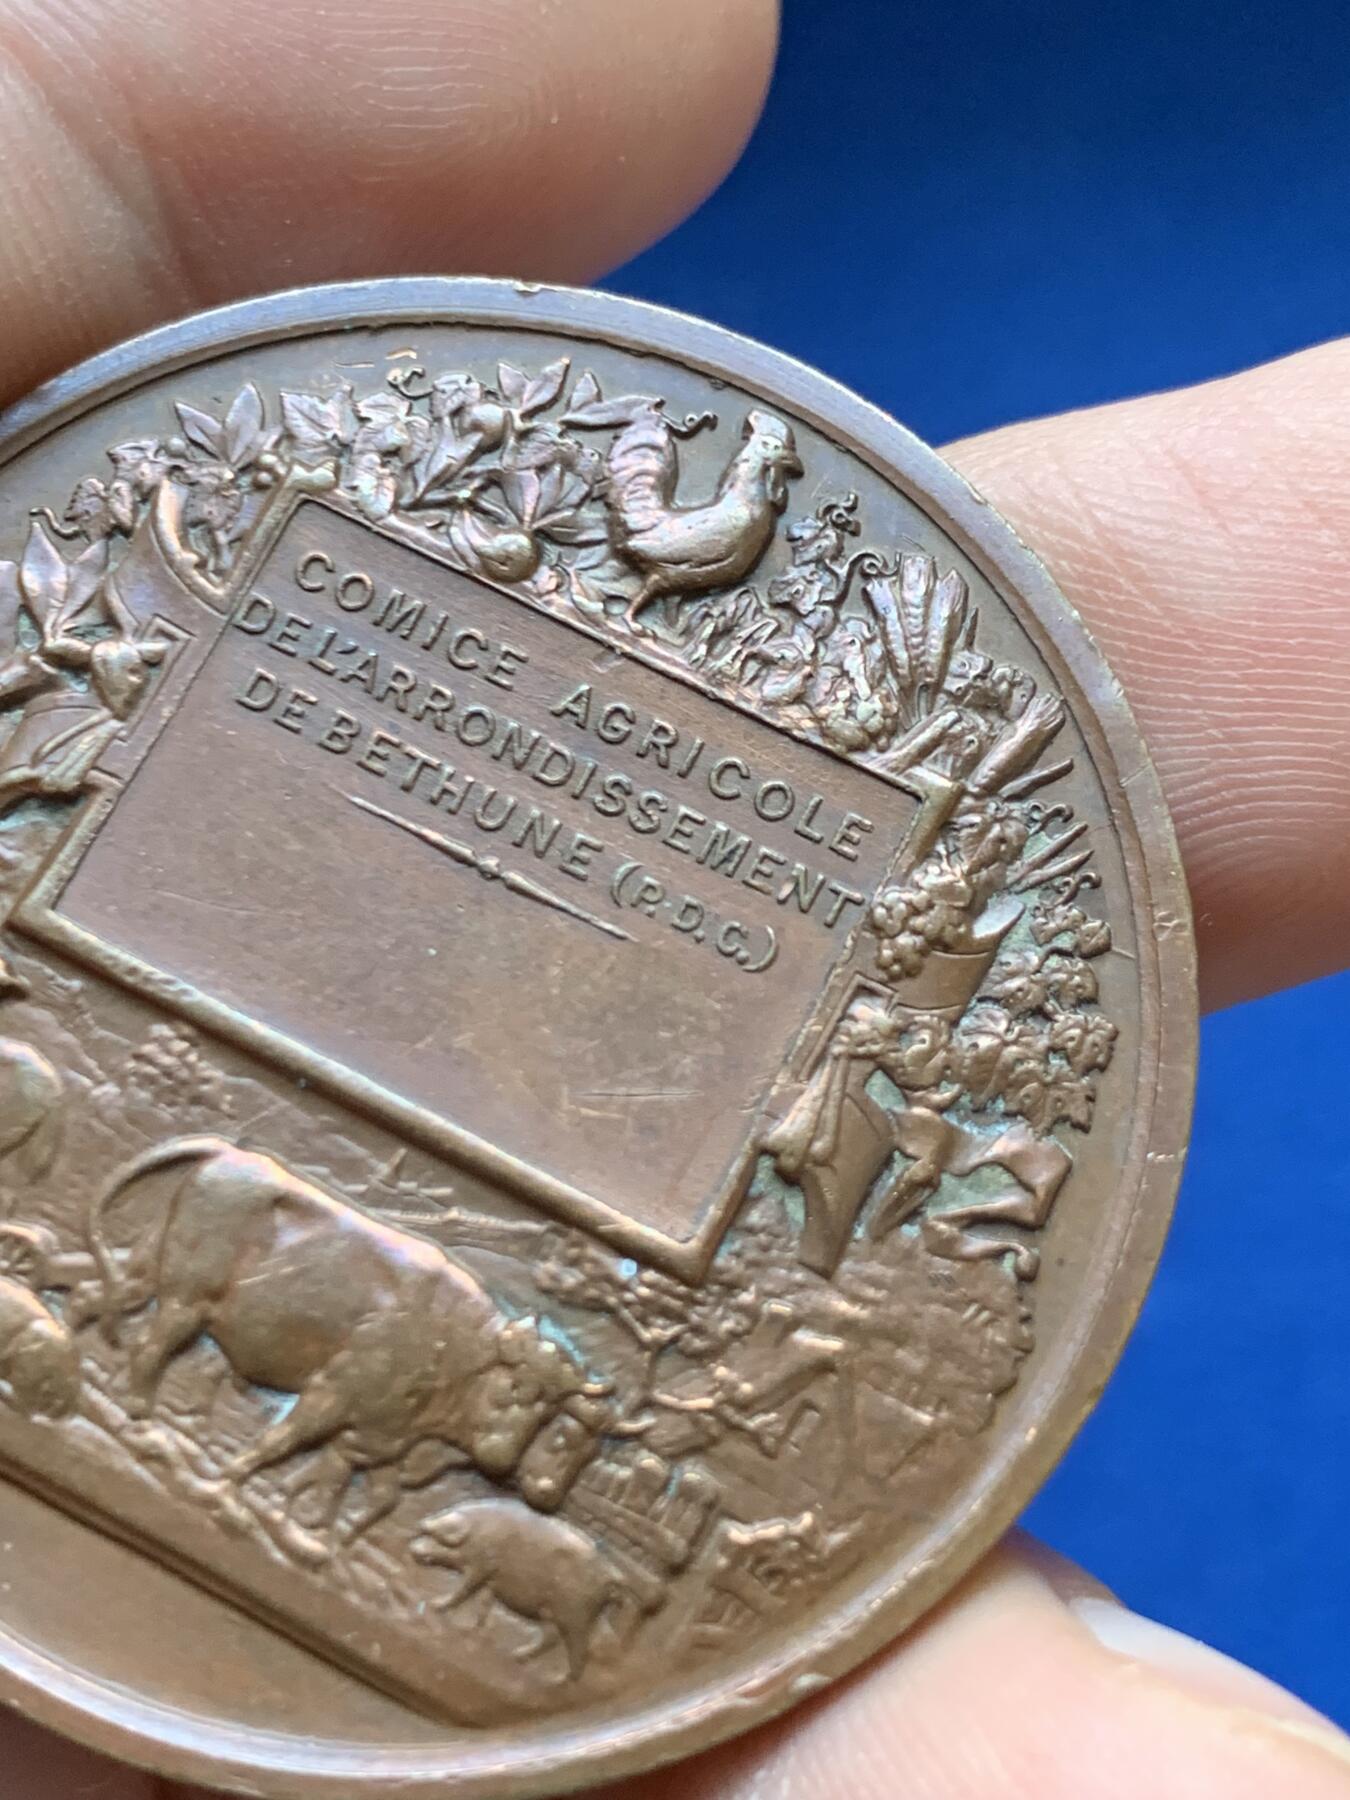 COMICE AGRICOLE
DE L'ARRONDISSEMENT
DE BETHUNE (P.D.C.)